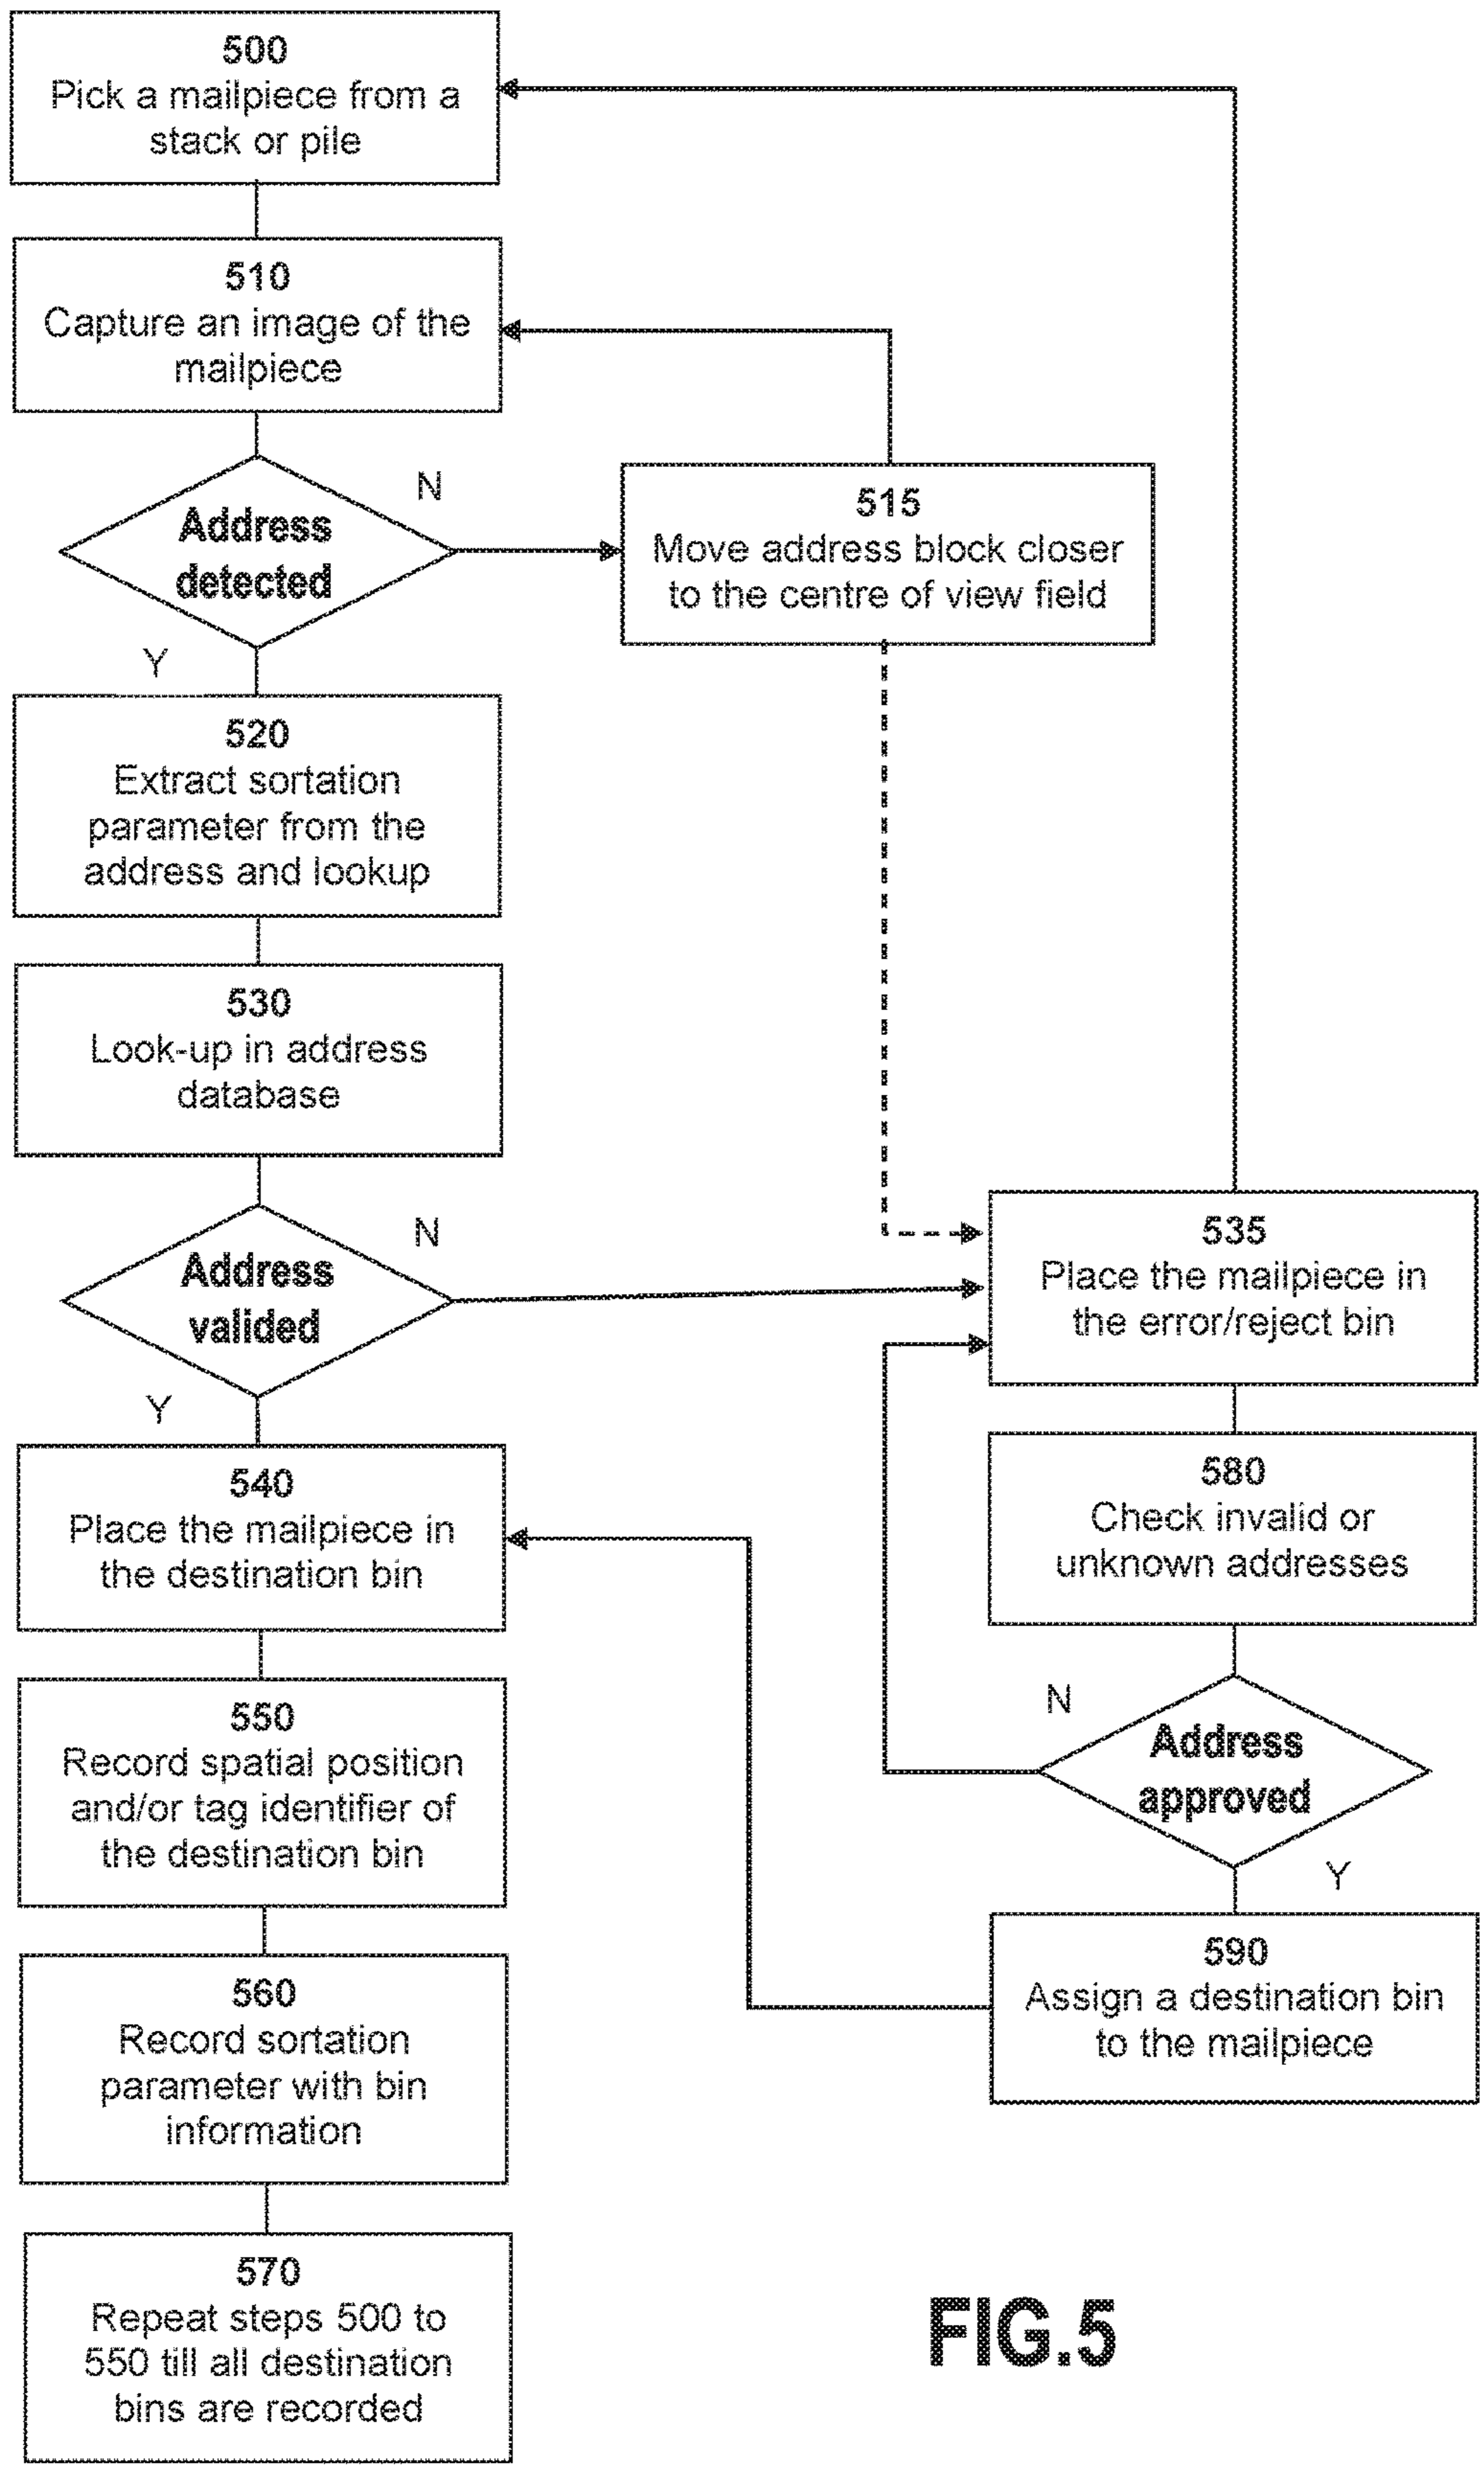 500
Pick a mailpiece from a
stack or pile
510
Capture an image of the
mailpiece
N
Address
detected
515
Move address block closer
to the centre of view field
Y
520
Extract sortation
parameter from the
address and lookup
530
Look-up in address
database
N
Address
valided
535
Place the mailpiece in
the error/reject bin
Y
540
Place the mailpiece in
the destination bin
580
Check invalid or
unknown addresses
550
Record spatial position
and/or tag identifier of
the destination bin
N
Address
approved
Y
560
Record sortation
parameter with bin
information
590
Assign a destination bin
to the mailpiece
570
Repeat steps 500 to
550 till all destination
bins are recorded
FIG.5